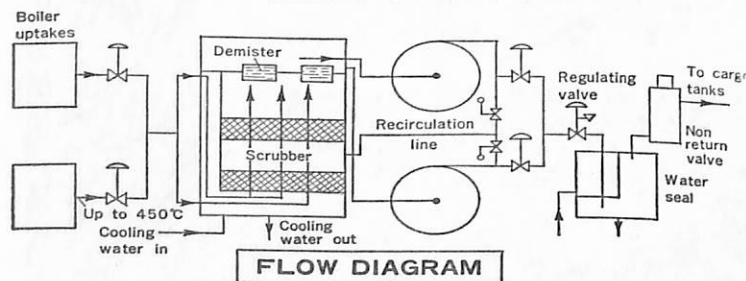 Boiler
uptakes
Demister
Regulating
valve
To cargo
tanks
Recirculation
line
Non
return
valve
Scrubber
Water
seal
Up to 450°C
Cooling
water in
Cooling
water out
FLOW DIAGRAM